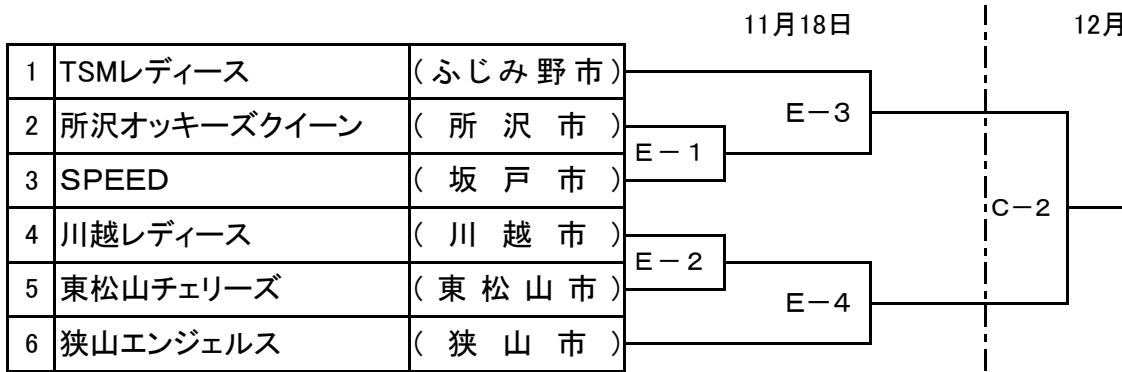 11月18日 12月
1 TSMレディース (ふじみ野市)
E－3
2 所沢オッキーズクイーン ( 所 沢 市 )
E－1
3 SPEED ( 坂 戸 市 )
C－2
4 川越レディース ( 川 越 市 )
E－2
5 東松山チェリーズ ( 東 松 山 市 )
E－4
6 狭山エンジェルス ( 狭 山 市 )